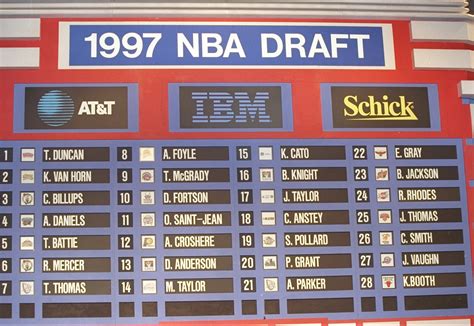 1997 NBA DRAFT
AT&T
IBM
Schick
1 T. DUNCAN
2 K. VAN HORN
3 C. BILLUPS
4 A. DANIELS
5 T. BATTIE
6 R. MERCER
7 T. THOMAS
8 A. FOYLE
9 T. McGRADY
10 D. FORTSON
11 O. SAINT-JEAN
12 A. CROSHERE
13 D. ANDERSON
14 M. TAYLOR
15 K. CATO
16 B. KNIGHT
17 J. TAYLOR
18 C. ANSTEY
19 S. POLLARD
20 P. GRANT
21 A. PARKER
22 E. GRAY
23 B. JACKSON
24 R. RHODES
25 J. THOMAS
26 C. SMITH
27 J. VAUGHN
28 K.BOOTH